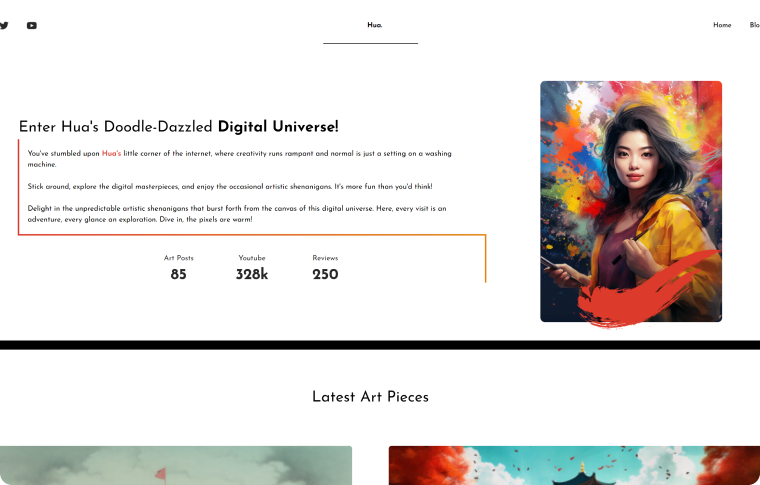 Hua.
Home
Enter Hua's Doodle-Dazzled Digital Universe!
You've stumbled upon Hua's little corner of the internet, where creativity runs rampant and normal is just a setting on a washing
machine.
Stick around, explore the digital masterpieces, and enjoy the occasional artistic shenanigans. It's more fun than you'd think!
Delight in the unpredictable artistic shenanigans that burst forth from the canvas of this digital universe. Here, every visit is an
adventure, every glance an exploration. Dive in, the pixels are warm!
Art Posts Youtube Reviews
85 328k 250
Latest Art Pieces